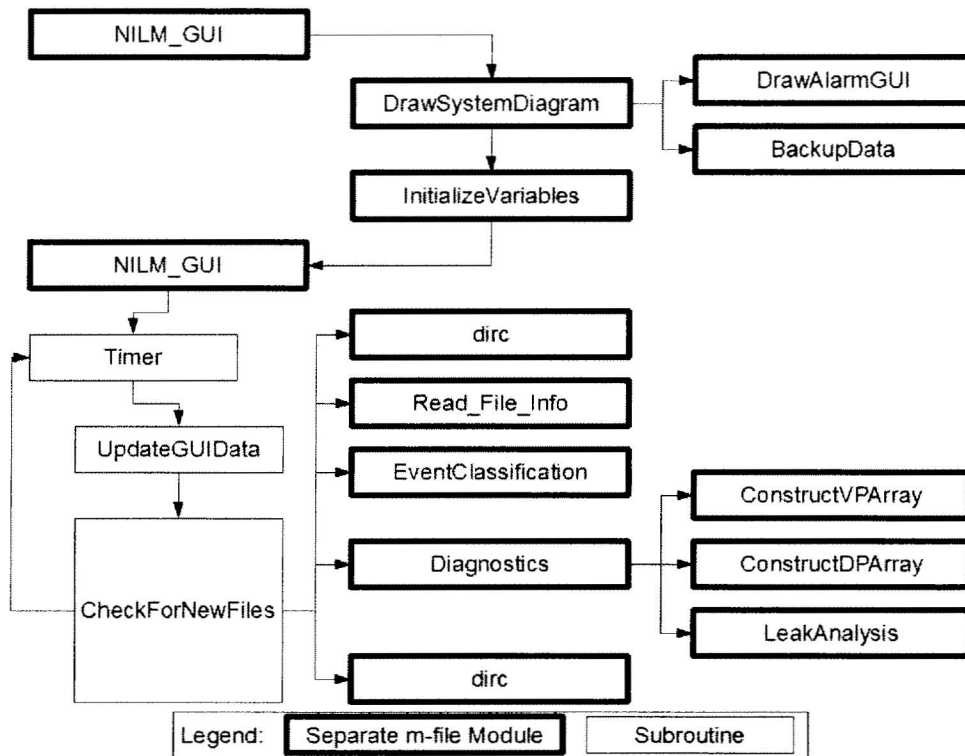 NILM_GUI
DrawSystemDiagram
DrawAlarmGUI
BackupData
InitializeVariables
NILM_GUI
Timer
UpdateGUIData
CheckForNewFiles
dirc
Read_File_Info
EventClassification
Diagnostics
dirc
ConstructVPArray
ConstructDPArray
LeakAnalysis
Legend: Separate m-file Module Subroutine